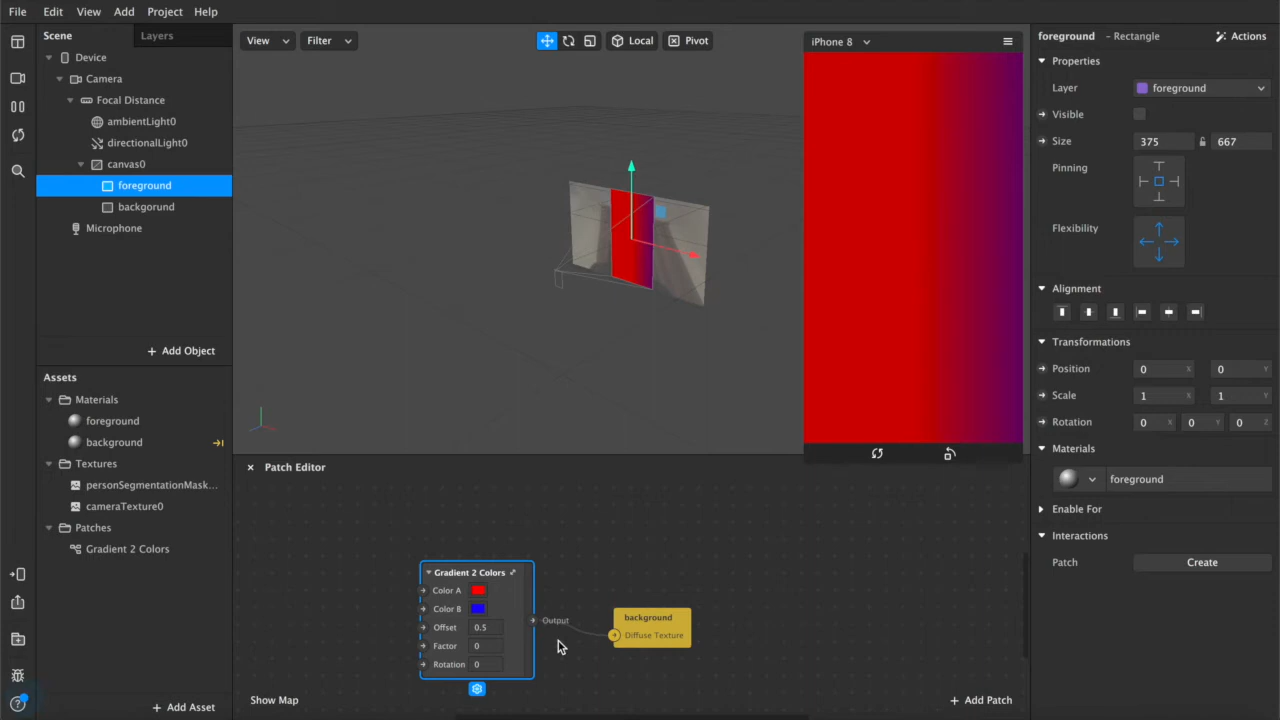 File Edit View Add Project Help
Scene Layers
Device
Camera
Focal Distance
ambientLight0
directionalLight0
canvas0
foreground
backgorund
Microphone
+ Add Object
Assets
Materials
foreground
background
Textures
personSegmentationMask...
cameraTexture0
Patches
Gradient 2 Colors
+ Add Asset
View Filter Local Pivot
iPhone 8
Patch Editor
Gradient 2 Colors
Color A
Color B
Offset 0.5
Factor 0
Rotation 0
Output
background
Diffuse Texture
Show Map
+ Add Patch
foreground - Rectangle Actions
Properties
Layer foreground
Visible
Size 375 667
Pinning
Flexibility
Alignment
Transformations
Position 0 X 0 Y
Scale 1 X 1 Y
Rotation 0 X 0 Y 0 Z
Materials
foreground
Enable For
Interactions
Patch Create